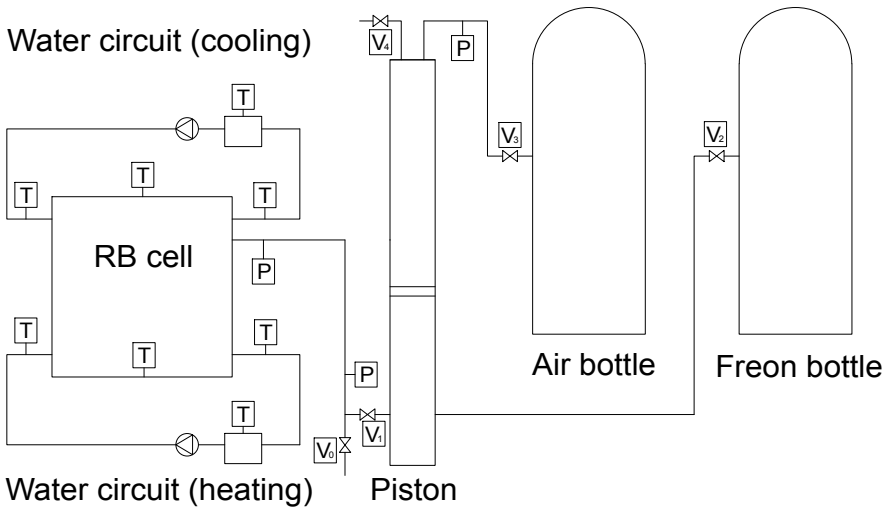 Water circuit (cooling)
V4
P
T
V3
V2
T
T
T
RB cell
P
T
T
T
P
Air bottle
Freon bottle
T
V0
V1
Water circuit (heating)
Piston